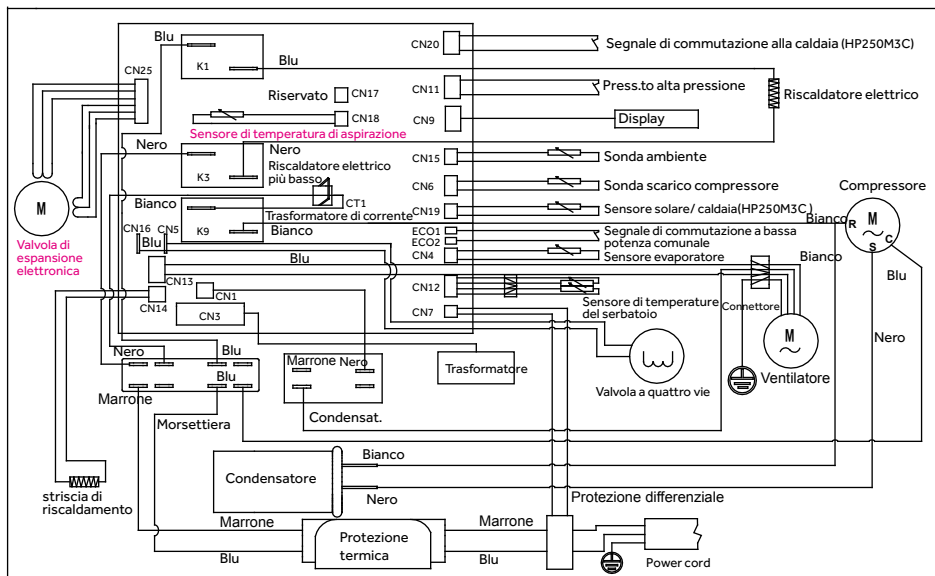 Blu
K1
Blu
CN25
CN20
Segnale di commutazione alla caldaia (HP250M3C)
CN11
Press.to alta pressione
Riscaldatore elettrico
Riservato
CN17
CN18
CN9
Display
Sensore di temperatura di aspirazione
Nero
K3
Nero
Riscaldatore elettrico
più basso
CN15
Sonda ambiente
CN6
Sonda scarico compressore
Compressore
Bianco
K9
CT1
Trasformatore di corrente
Bianco
CN19
Sensore solare/ caldaia(HP250M3C )
Bianco
R
M
~
S
C
M
Valvola di
espansione
elettronica
CN16
CN5
Blu
ECO1
ECO2
Segnale di commutazione a bassa
potenza comunale
CN4
Sensore evaporatore
Bianco
Blu
Blu
CN13
CN14
CN1
CN3
CN12
Sensore di temperature
del serbatoio
Connettore
CN7
M
~
Ventilatore
Nero
Nero
Blu
Blu
Marrone
Morsettiera
Marrone
Nero
Condensat.
Trasformatore
Valvola a quattro vie
Condensatore
Bianco
Nero
striscia di
riscaldamento
Protezione differenziale
Marrone
Blu
Protezione
termica
Marrone
Blu
Power cord